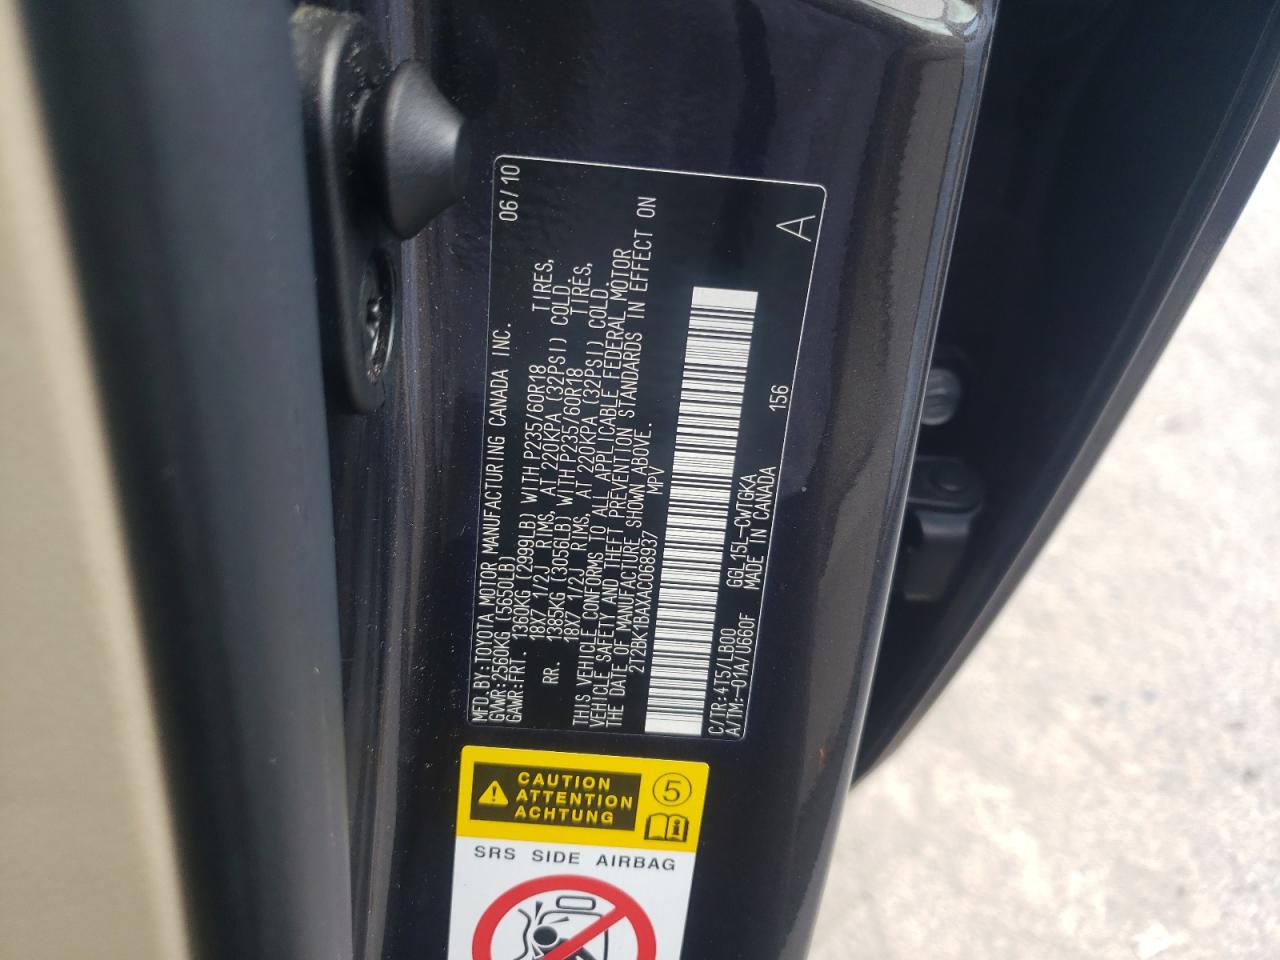 MFD.BY:TOYOTA MOTOR MANUFACTURING CANADA INC. 06/10
GVWR:2560KG (5650LB)
GAWR:FRT. 1360KG (2999LB) WITH P235/60R18 TIRES,
18X7 1/2J RIMS, AT 220KPA (32PSI) COLD.
RR. 1385KG (3056LB) WITH P235/60R18 TIRES,
18X7 1/2J RIMS, AT 220KPA (32PSI) COLD.
THIS VEHICLE CONFORMS TO ALL APPLICABLE FEDERAL MOTOR
VEHICLE SAFETY AND THEFT PREVENTION STANDARDS IN EFFECT ON
THE DATE OF MANUFACTURE SHOWN ABOVE.
2T2BK1BAXAC068937 MPV
C/TR:4T5/LB00 GGL15L-CWTGKA 156
A/TM:-01A/U660F MADE IN CANADA A
CAUTION
ATTENTION
ACHTUNG
5
SRS SIDE AIRBAG